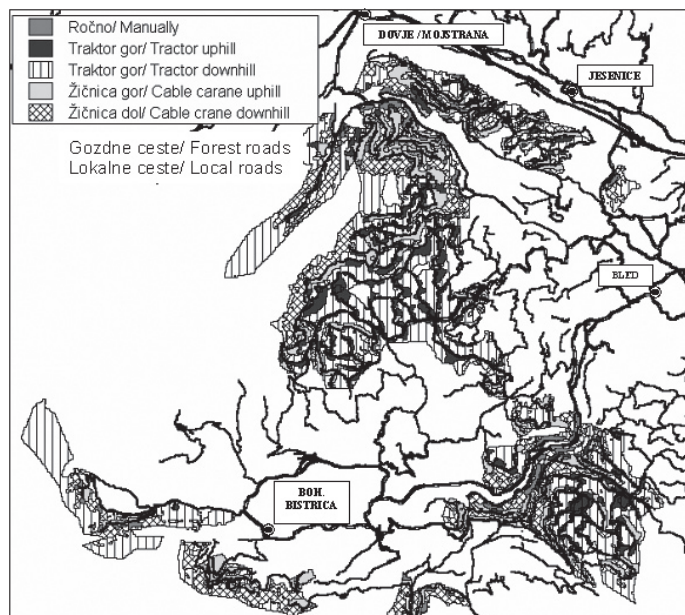 Ročno/ Manually
Traktor gor/ Tractor uphill
Traktor gor/ Tractor downhill
Žičnica gor/ Cable carane uphill
Žičnica dol/ Cable crane downhill
Gozdne ceste/ Forest roads
Lokalne ceste/ Local roads
DOVJE /MOJSTRANA
JESENICE
BLED
BOH.
BISTRICA